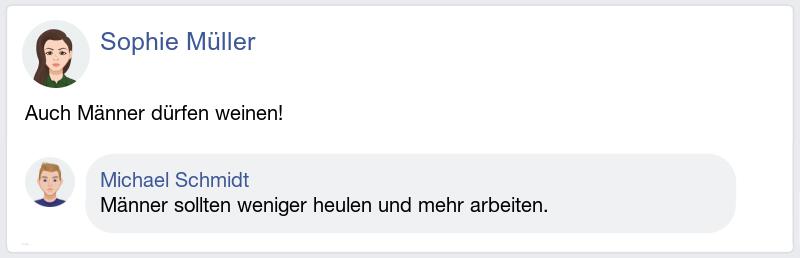 Sophie Müller
Auch Männer dürfen weinen!
Michael Schmidt
Männer sollten weniger heulen und mehr arbeiten.